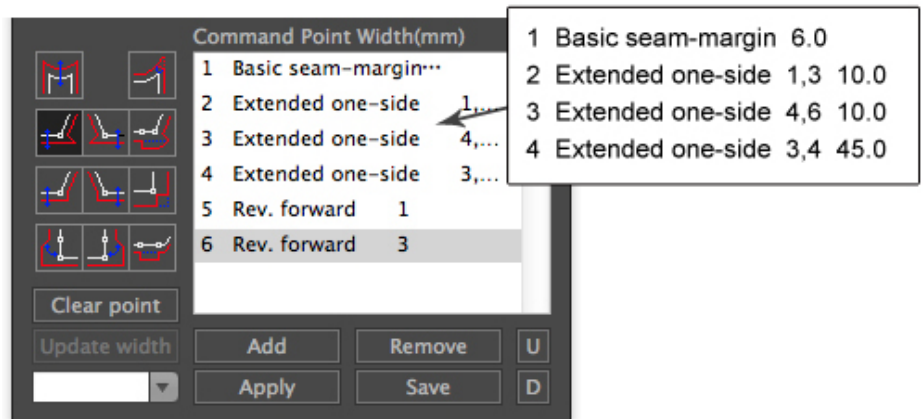 Command Point Width(mm)
1 Basic seam-margin…
2 Extended one-side 1,...
3 Extended one-side 4,...
4 Extended one-side 3,...
5 Rev. forward 1
6 Rev. forward 3
Clear point
Update width
Add Remove U
Apply Save D
1 Basic seam-margin 6.0
2 Extended one-side 1,3 10.0
3 Extended one-side 4,6 10.0
4 Extended one-side 3,4 45.0